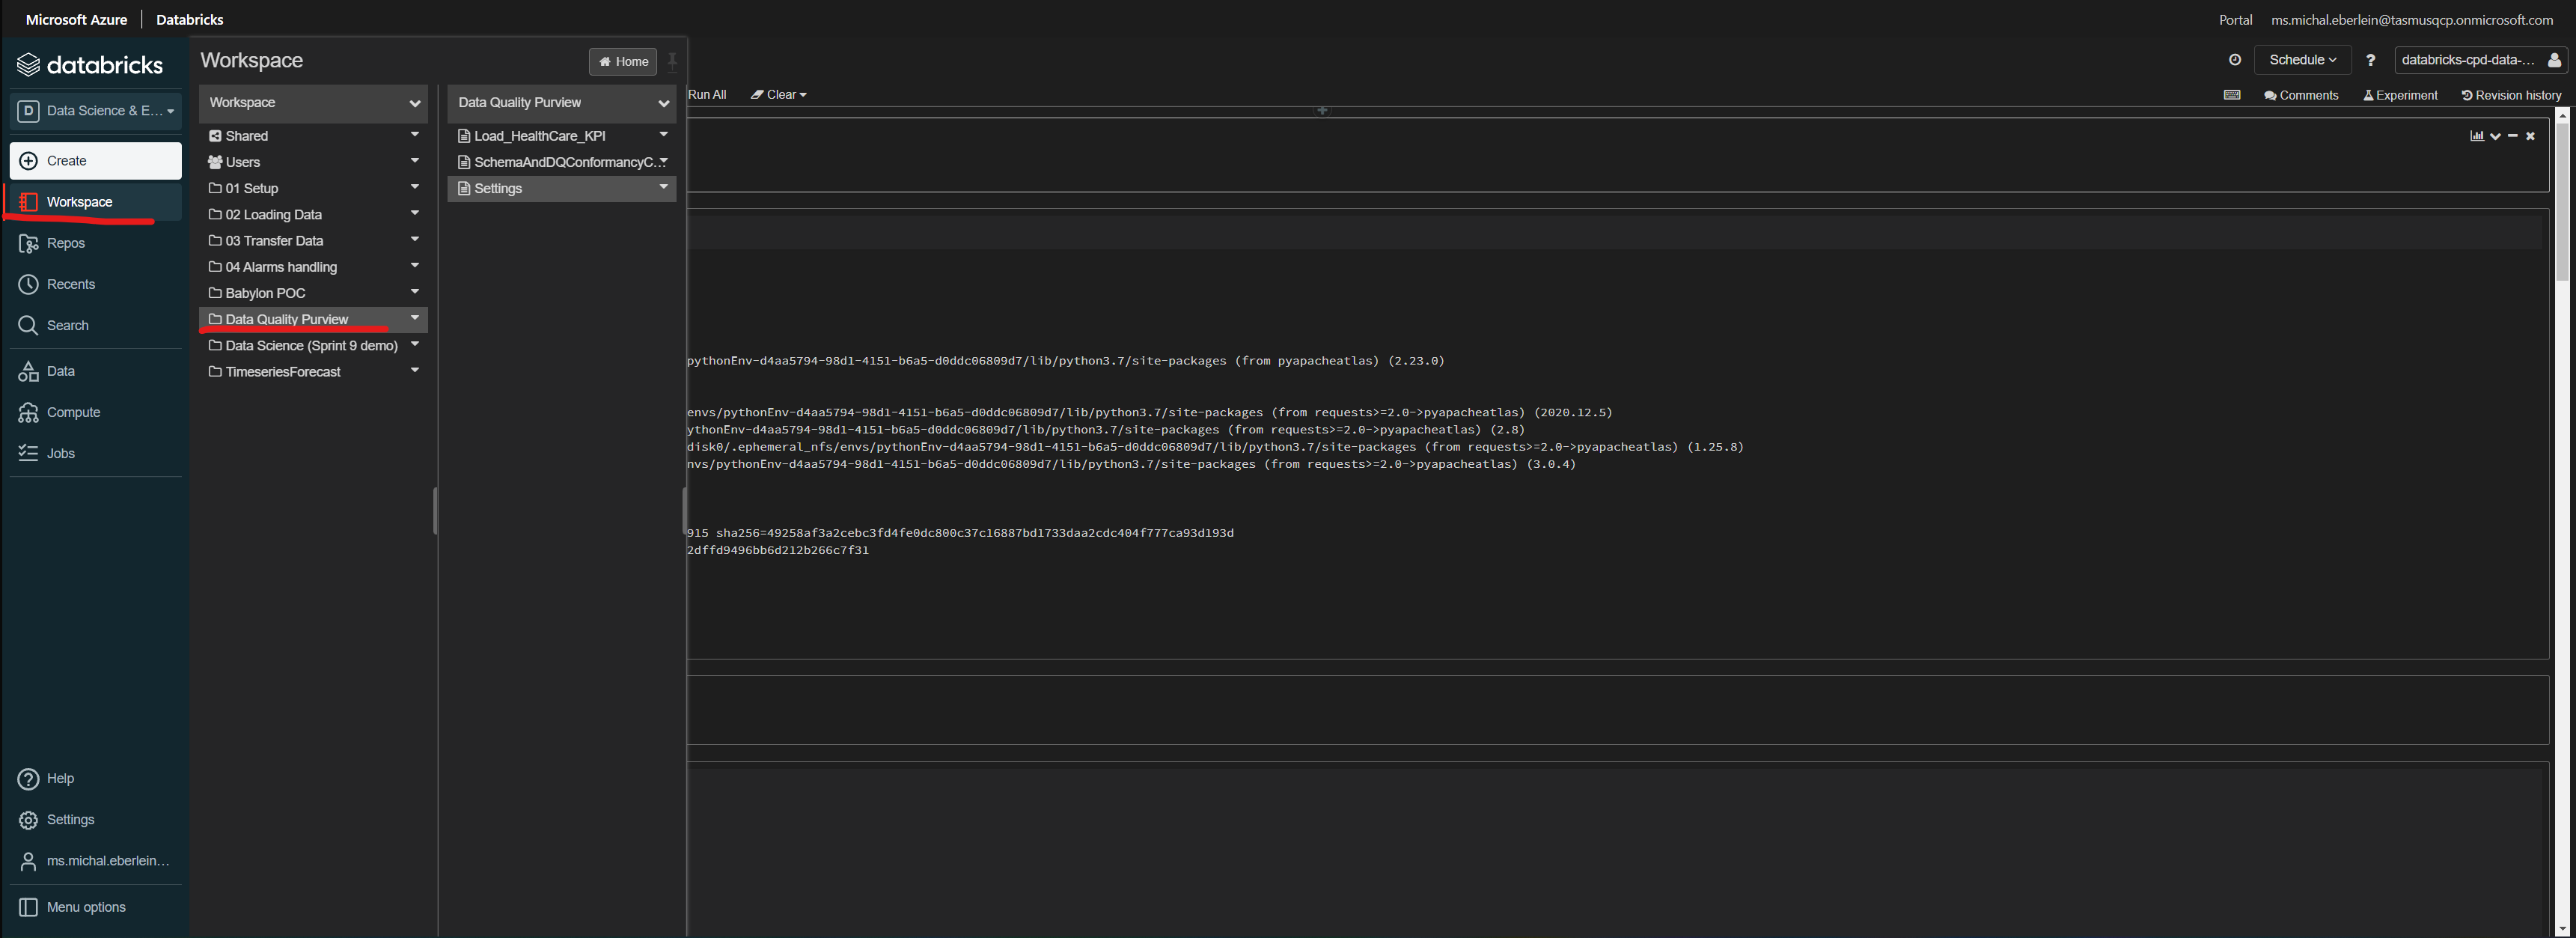 Microsoft Azure | Databricks
Portal ms.michal.eberlein@tasmusqcp.onmicrosoft.com
databricks
Data Science & E...
Create
Workspace
Repos
Recents
Search
Data
Compute
Jobs
Help
Settings
ms.michal.eberlein...
Menu options
Workspace
Home
Workspace
Shared
Users
01 Setup
02 Loading Data
03 Transfer Data
04 Alarms handling
Babylon POC
Data Quality Purview
Data Science (Sprint 9 demo)
TimeseriesForecast
Data Quality Purview
Load_HealthCare_KPI
SchemaAndDQConformancyC...
Settings
Schedule ? databricks-cpd-data-...
Run All Clear
Comments Experiment Revision history
pythonEnv-d4aa5794-98d1-4151-b6a5-d0ddc06809d7/lib/python3.7/site-packages (from pyapacheatlas) (2.23.0)
envs/pythonEnv-d4aa5794-98d1-4151-b6a5-d0ddc06809d7/lib/python3.7/site-packages (from requests>=2.0->pyapacheatlas) (2020.12.5)
ythonEnv-d4aa5794-98d1-4151-b6a5-d0ddc06809d7/lib/python3.7/site-packages (from requests>=2.0->pyapacheatlas) (2.8)
disk0/.ephemeral_nfs/envs/pythonEnv-d4aa5794-98d1-4151-b6a5-d0ddc06809d7/lib/python3.7/site-packages (from requests>=2.0->pyapacheatlas) (1.25.8)
nvs/pythonEnv-d4aa5794-98d1-4151-b6a5-d0ddc06809d7/lib/python3.7/site-packages (from requests>=2.0->pyapacheatlas) (3.0.4)
915 sha256=49258af3a2cebc3fd4fe0dc800c37c16887bd1733daa2cdc404f777ca93d193d
2dffd9496bb6d212b266c7f31